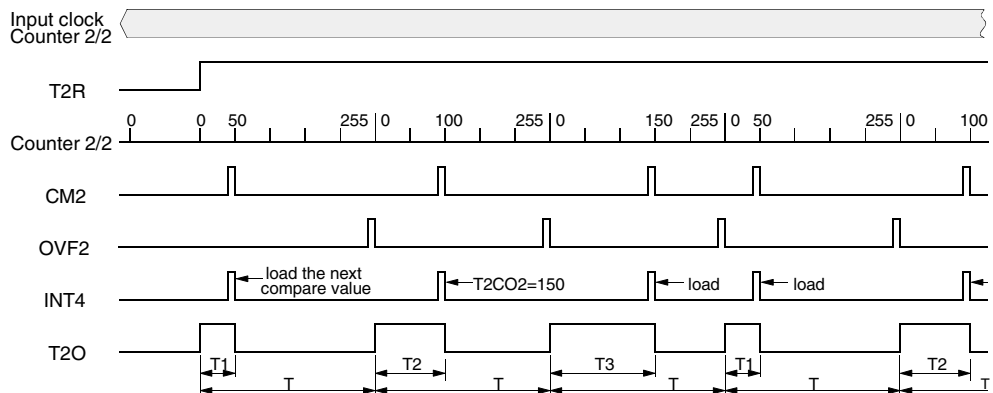 Input clock
Counter 2/2
T2R
0 0 50 255 0 100 255 0 150 255 0 50 255 0 100
Counter 2/2
CM2
OVF2
load the next
compare value
T2CO2=150
load
load
INT4
T2O
T1 T2 T3 T1 T2
T T T T T